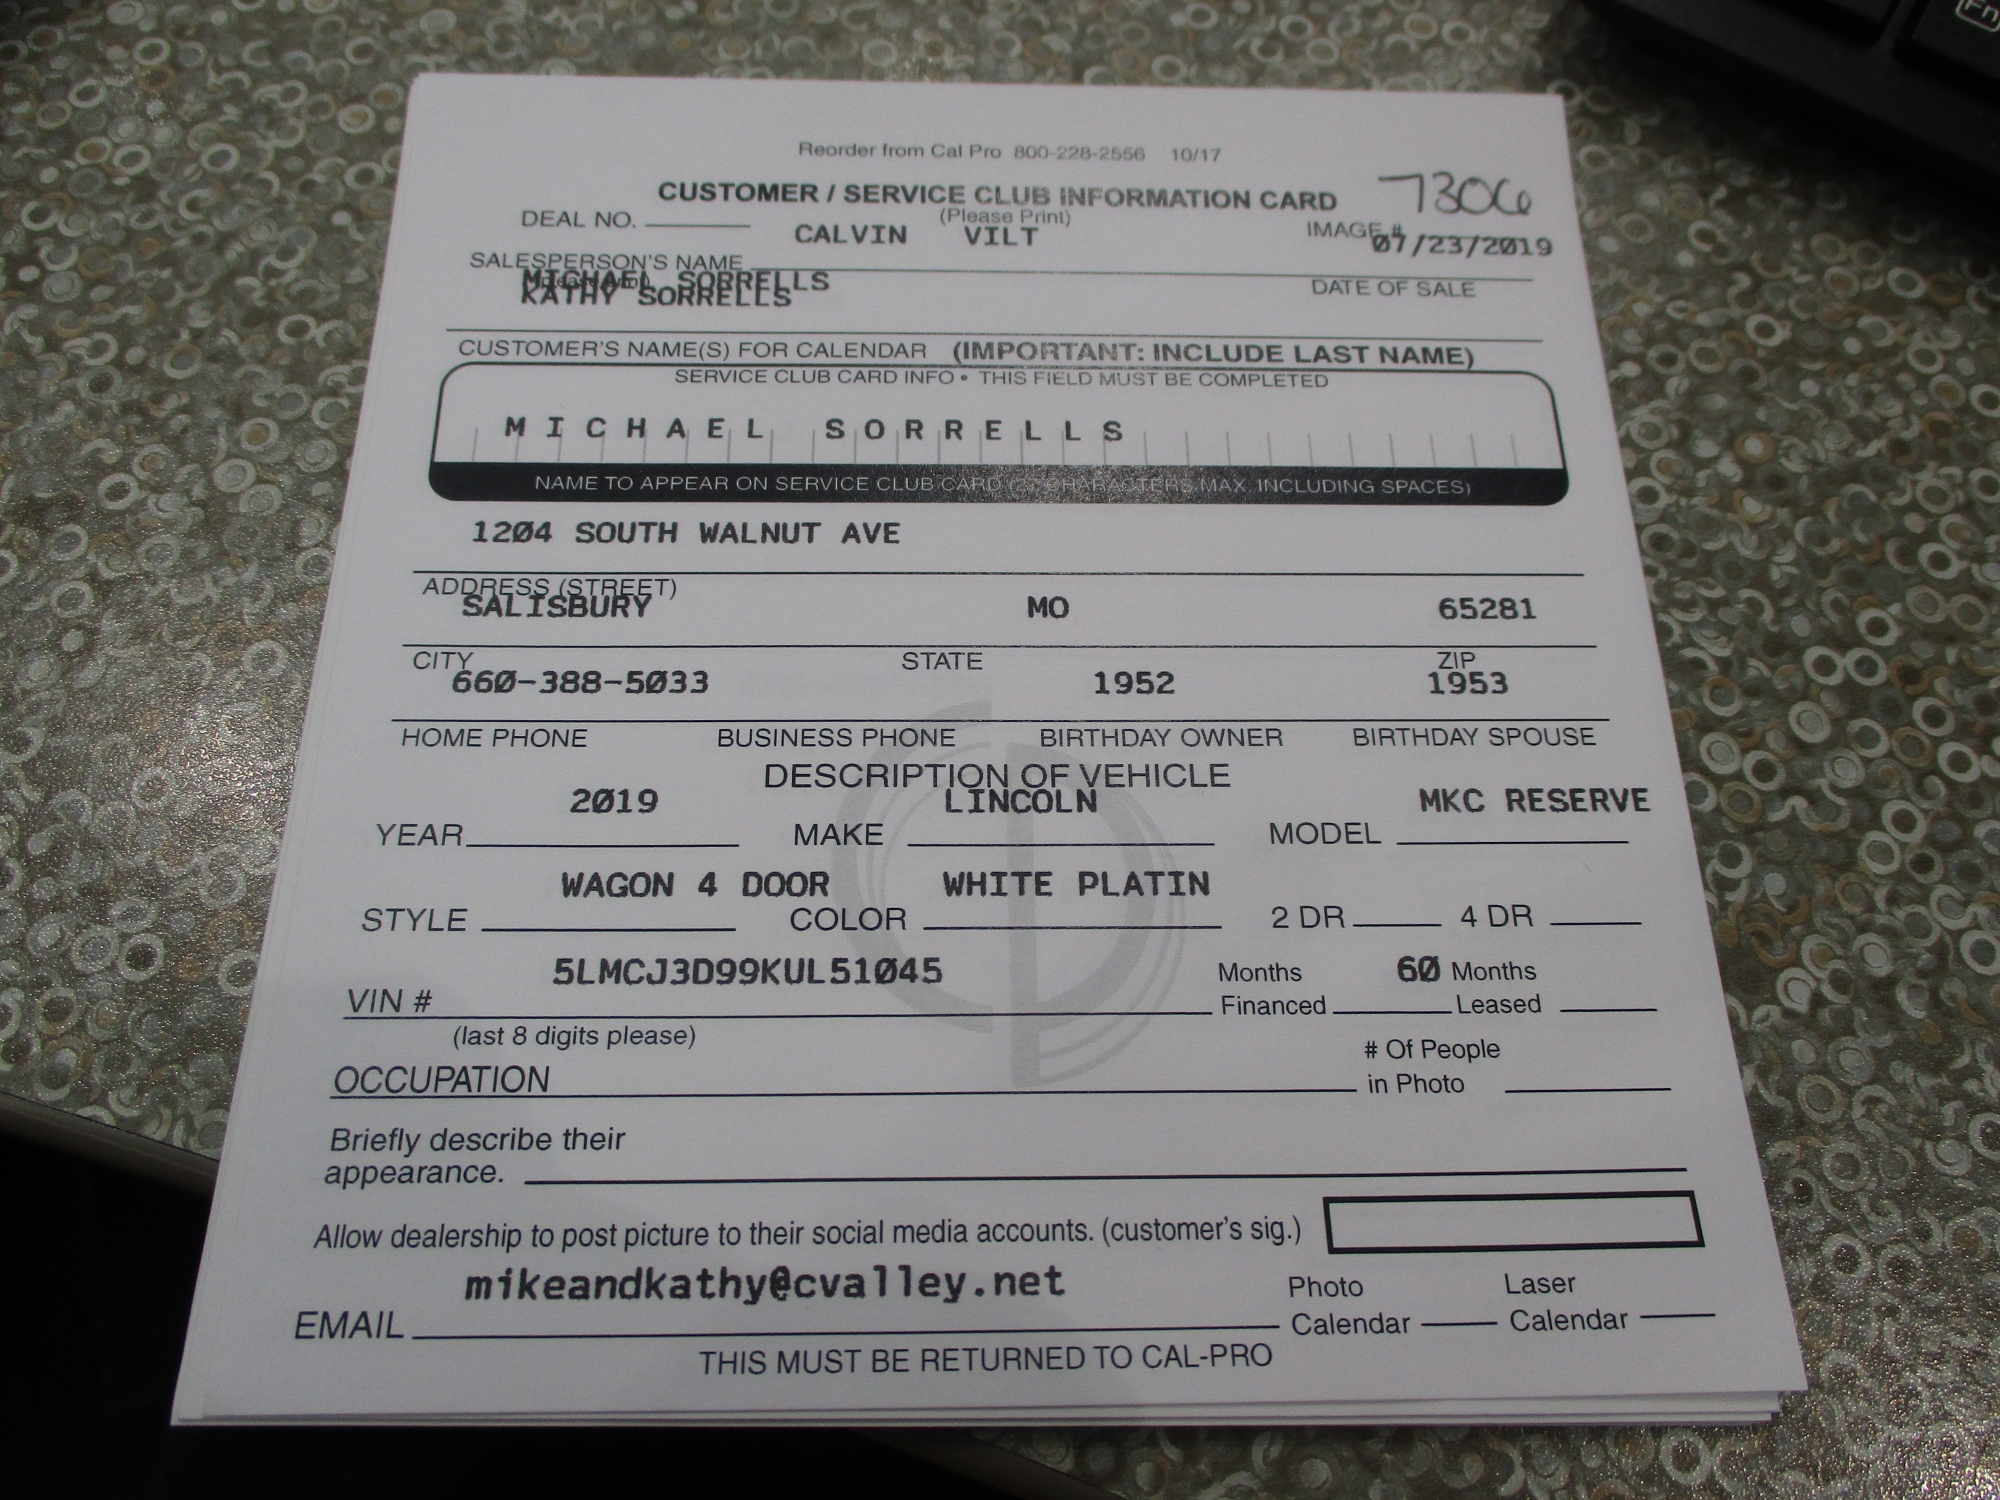 Reorder from Cal Pro 800-228-2556 10/17
CUSTOMER / SERVICE CLUB INFORMATION CARD 7306
(Please Print)
DEAL NO. CALVIN VILT IMAGE #
07/23/2019
SALESPERSON'S NAME DATE OF SALE
MICHAEL SORRELLS
KATHY SORRELLS
CUSTOMER'S NAME(S) FOR CALENDAR (IMPORTANT: INCLUDE LAST NAME)
SERVICE CLUB CARD INFO • THIS FIELD MUST BE COMPLETED
MICHAEL SORRELLS
NAME TO APPEAR ON SERVICE CLUB CARD CHARACTERS MAX. INCLUDING SPACES)
1204 SOUTH WALNUT AVE
ADDRESS (STREET)
SALISBURY MO 65281
CITY STATE ZIP
660-388-5033 1952 1953
HOME PHONE BUSINESS PHONE BIRTHDAY OWNER BIRTHDAY SPOUSE
DESCRIPTION OF VEHICLE
2019 LINCOLN MKC RESERVE
YEAR MAKE MODEL
WAGON 4 DOOR WHITE PLATIN
STYLE COLOR 2 DR 4 DR
5LMCJ3D99KUL51045 Months 60 Months
VIN # Financed Leased
(last 8 digits please)
# Of People
OCCUPATION in Photo
Briefly describe their
appearance.
Allow dealership to post picture to their social media accounts. (customer's sig.)
mikeandkathy@cvalley.net Photo Laser
EMAIL Calendar Calendar
THIS MUST BE RETURNED TO CAL-PRO
Fn